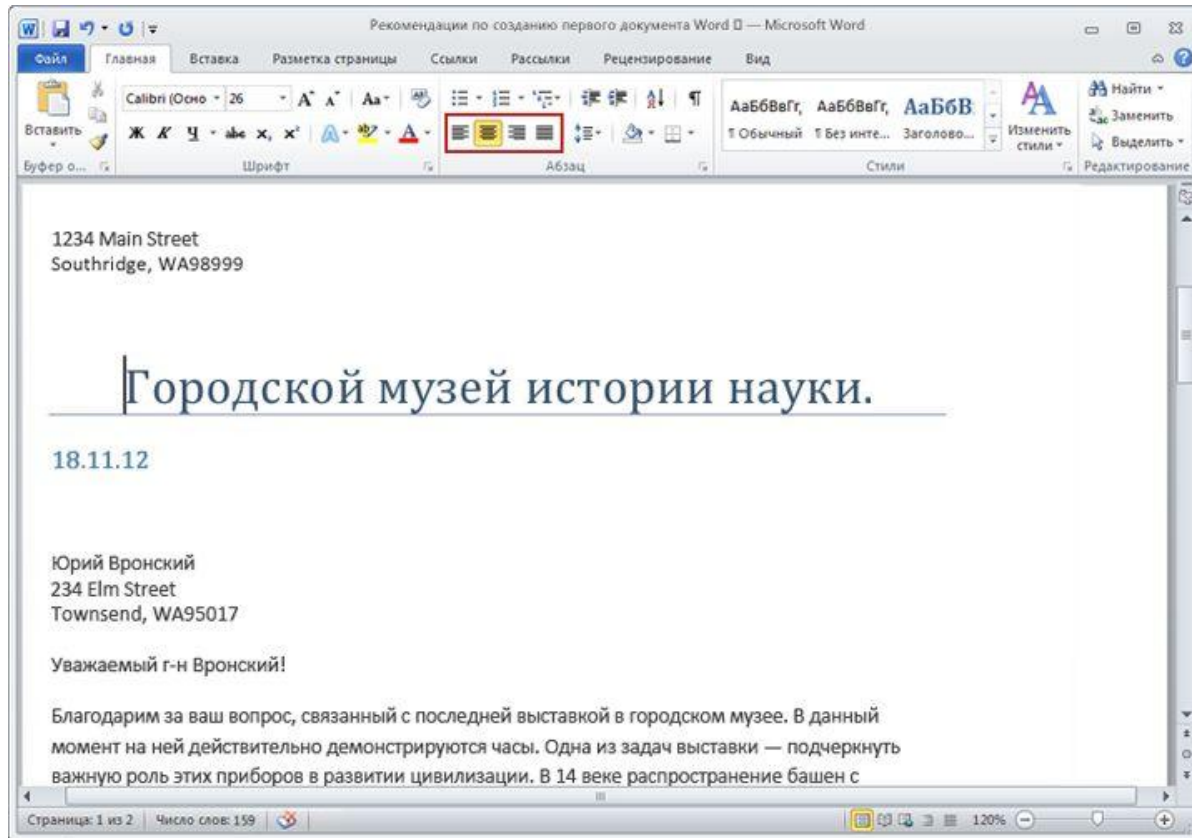 Рекомендации по созданию первого документа Word — Microsoft Word
Файл Главная Вставка Разметка страницы Ссылки Рассылки Рецензирование Вид
Вставить
Calibri (Осно 26 Aa
Ж К Ч abc x₂ x² A ab A
АаБбВвГг, АаБбВвГг, АаБбВ
¶ Обычный ¶ Без инте... Заголово...
Изменить стили
Найти
Заменить
Выделить
Буфер о... Шрифт Абзац Стили Редактирование
1234 Main Street
Southridge, WA98999
Городской музей истории науки.
18.11.12
Юрий Вронский
234 Elm Street
Townsend, WA95017
Уважаемый г-н Вронский!
Благодарим за ваш вопрос, связанный с последней выставкой в городском музее. В данный
момент на ней действительно демонстрируются часы. Одна из задач выставки — подчеркнуть
важную роль этих приборов в развитии цивилизации. В 14 веке распространение башен с
Страница: 1 из 2 Число слов: 159 120%